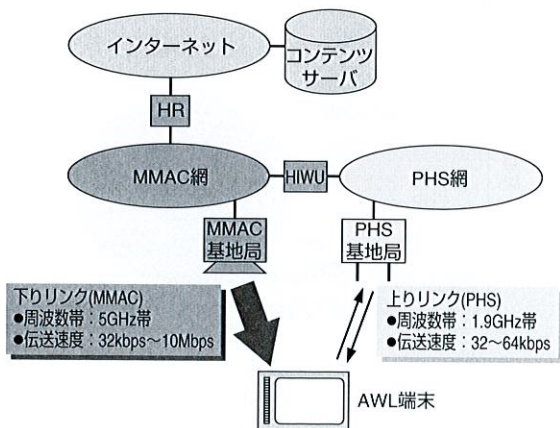 インターネット
コンテンツ
サーバ
HR
MMAC網
HIWU
PHS網
MMAC
基地局
PHS
基地局
下りリンク(MMAC)
●周波数帯:5GHz帯
●伝送速度:32kbps〜10Mbps
上りリンク(PHS)
●周波数帯:1.9GHz帯
●伝送速度:32〜64kbps
AWL端末